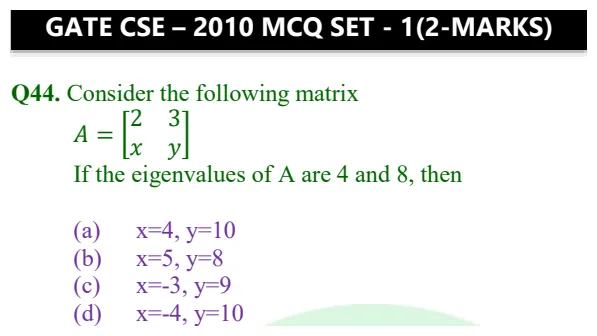 GATE CSE – 2010 MCQ SET - 1(2-MARKS)
Q44. Consider the following matrix
A = [2 3
x y]
If the eigenvalues of A are 4 and 8, then
(a) x=4, y=10
(b) x=5, y=8
(c) x=-3, y=9
(d) x=-4, y=10